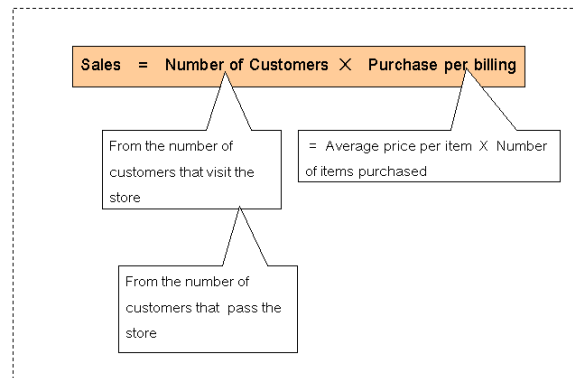 Sales = Number of Customers X Purchase per billing
From the number of
customers that visit the
store
= Average price per item X Number
of items purchased
From the number of
customers that pass the
store